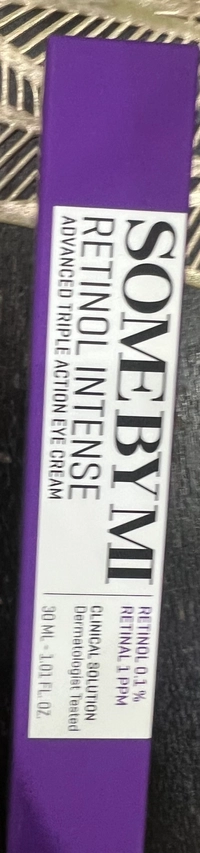 SOME BY MI
RETINOL INTENSE
ADVANCED TRIPLE ACTION EYE CREAM
RETINOL 0.1 %
RETINAL 1 PPM
CLINICAL SOLUTION
Dermatologist Tested
30 ML - 1.01 FL. OZ.